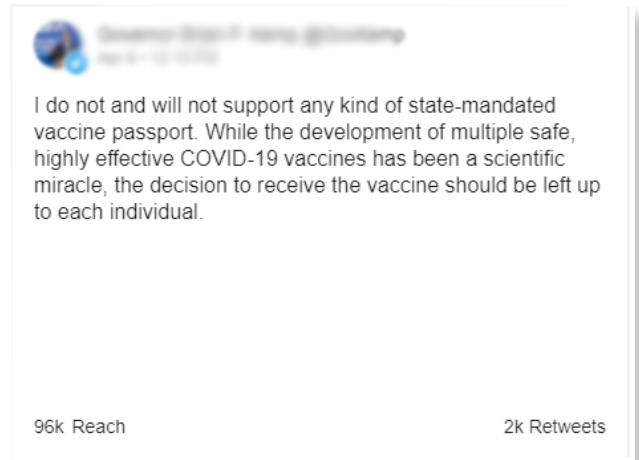 I do not and will not support any kind of state-mandated
vaccine passport. While the development of multiple safe,
highly effective COVID-19 vaccines has been a scientific
miracle, the decision to receive the vaccine should be left up
to each individual.
96k Reach
2k Retweets